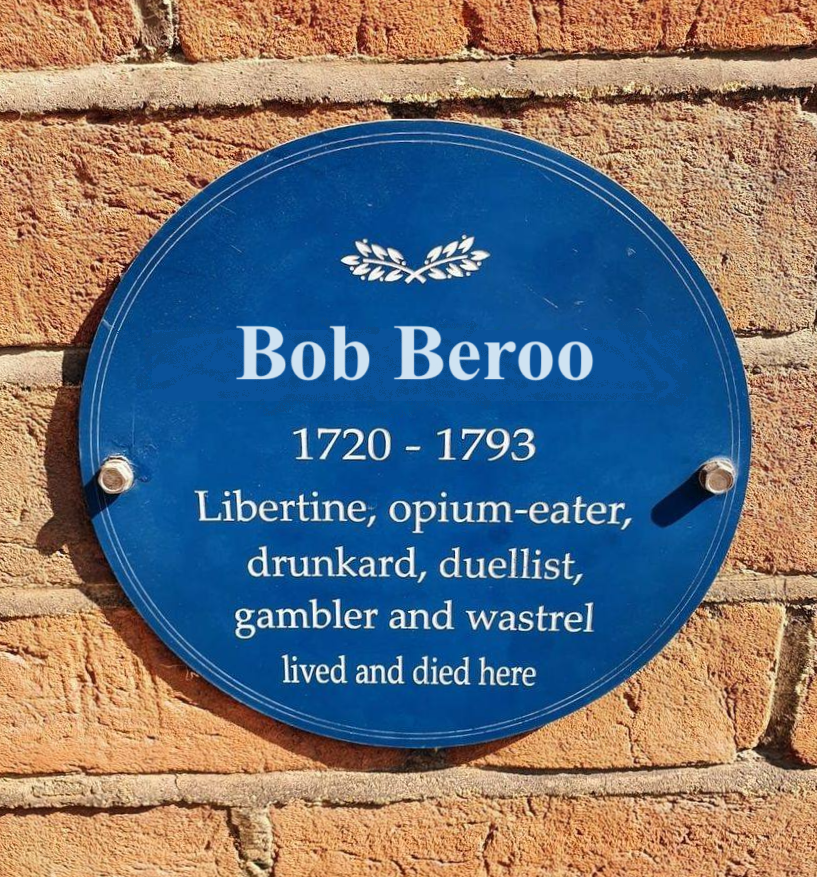 Bob Beroo
1720 - 1793
Libertine, opium-eater,
drunkard, duellist,
gambler and wastrel
lived and died here